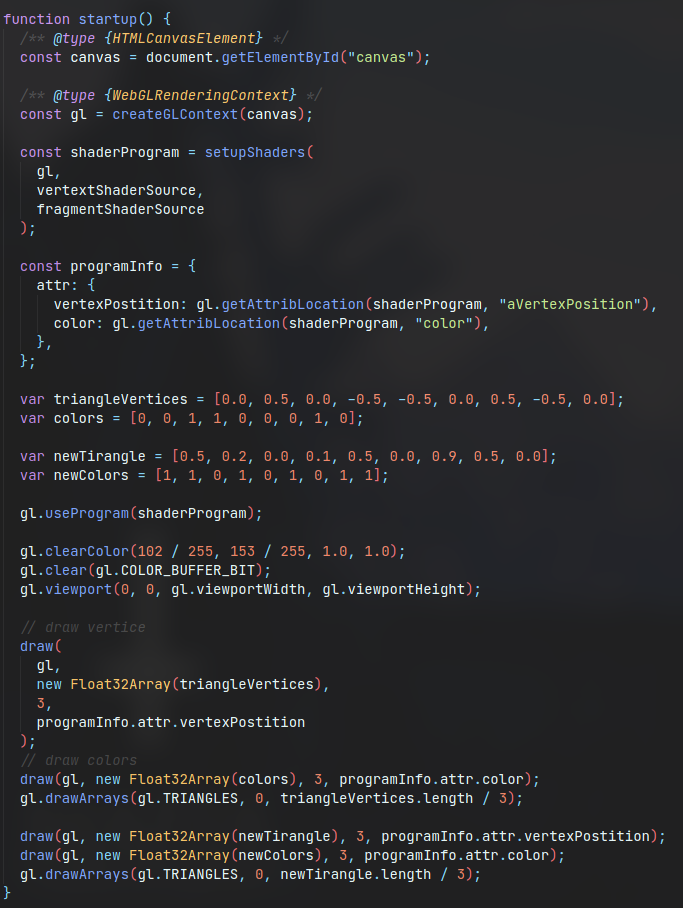 function startup() {
  /** @type {HTMLCanvasElement} */
  const canvas = document.getElementById("canvas");

  /** @type {WebGLRenderingContext} */
  const gl = createGLContext(canvas);

  const shaderProgram = setupShaders(
    gl,
    vertextShaderSource,
    fragmentShaderSource
  );

  const programInfo = {
    attr: {
      vertexPostition: gl.getAttribLocation(shaderProgram, "aVertexPosition"),
      color: gl.getAttribLocation(shaderProgram, "color"),
    },
  };

  var triangleVertices = [0.0, 0.5, 0.0, -0.5, -0.5, 0.0, 0.5, -0.5, 0.0];
  var colors = [0, 0, 1, 1, 0, 0, 0, 1, 0];

  var newTirangle = [0.5, 0.2, 0.0, 0.1, 0.5, 0.0, 0.9, 0.5, 0.0];
  var newColors = [1, 1, 0, 1, 0, 1, 0, 1, 1];

  gl.useProgram(shaderProgram);

  gl.clearColor(102 / 255, 153 / 255, 1.0, 1.0);
  gl.clear(gl.COLOR_BUFFER_BIT);
  gl.viewport(0, 0, gl.viewportWidth, gl.viewportHeight);

  // draw vertice
  draw(
    gl,
    new Float32Array(triangleVertices),
    3,
    programInfo.attr.vertexPostition
  );
  // draw colors
  draw(gl, new Float32Array(colors), 3, programInfo.attr.color);
  gl.drawArrays(gl.TRIANGLES, 0, triangleVertices.length / 3);

  draw(gl, new Float32Array(newTirangle), 3, programInfo.attr.vertexPostition);
  draw(gl, new Float32Array(newColors), 3, programInfo.attr.color);
  gl.drawArrays(gl.TRIANGLES, 0, newTirangle.length / 3);
}